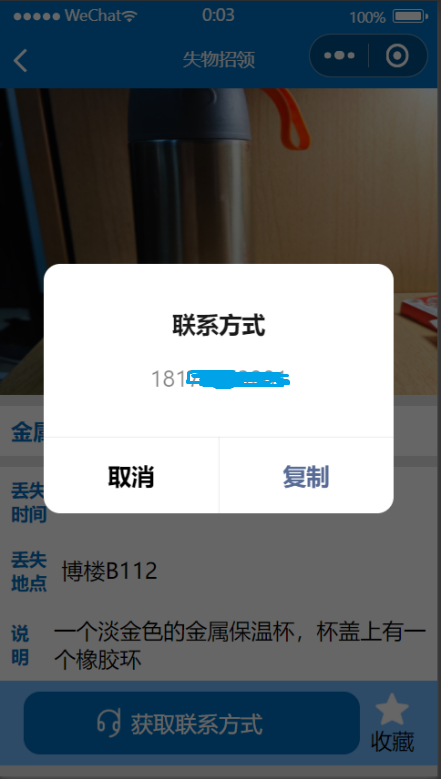 WeChat 0:03 100%
失物招领
联系方式
181
取消 复制
金属
丢失
时间
丢失
地点
博楼B112
说
明
一个淡金色的金属保温杯，杯盖上有一
个橡胶环
获取联系方式
收藏